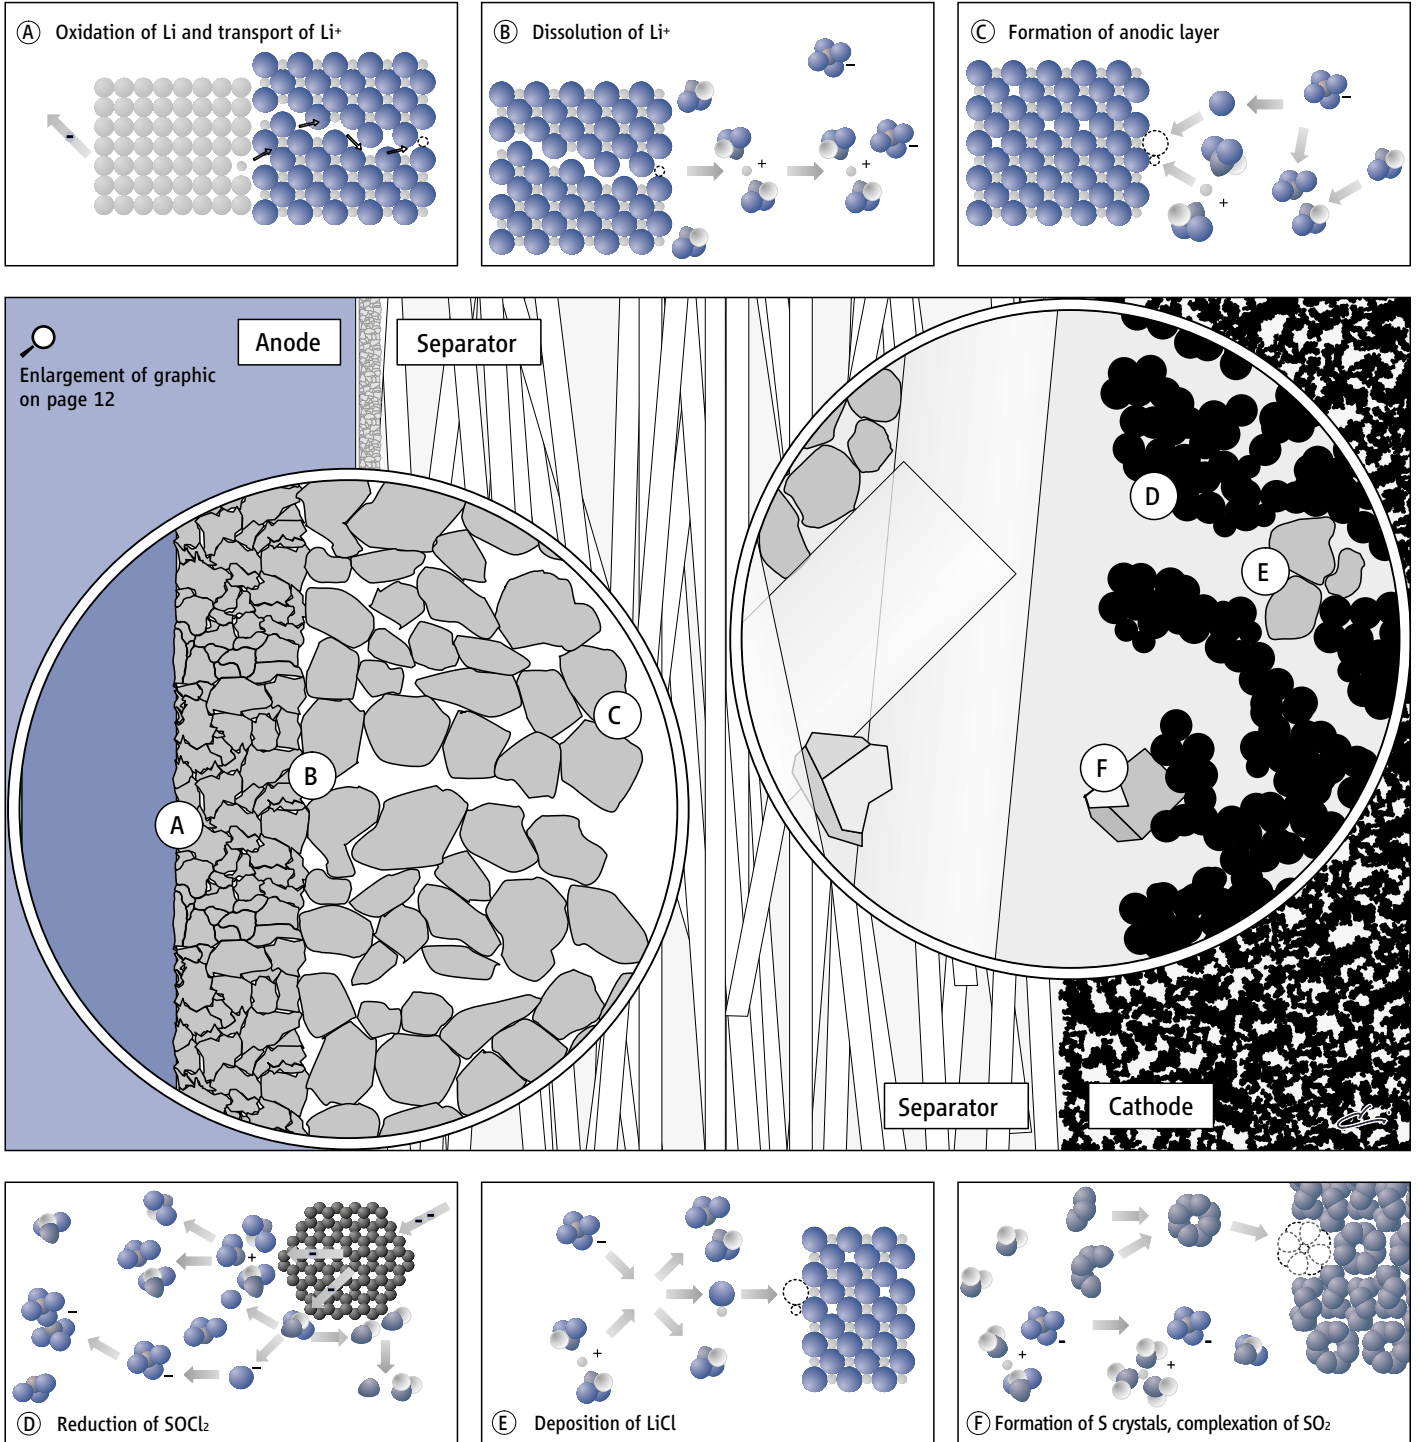 A Oxidation of Li and transport of Li+
B Dissolution of Li+
C Formation of anodic layer
-
+
+
-
-
+
Anode
Separator
Enlargement of graphic
on page 12
A
B
C
D
E
F
Separator
Cathode
-
-
-
-
+
-
-
-
D Reduction of SOCl2
-
+
E Deposition of LiCl
+
-
-
+
F Formation of S crystals, complexation of SO2